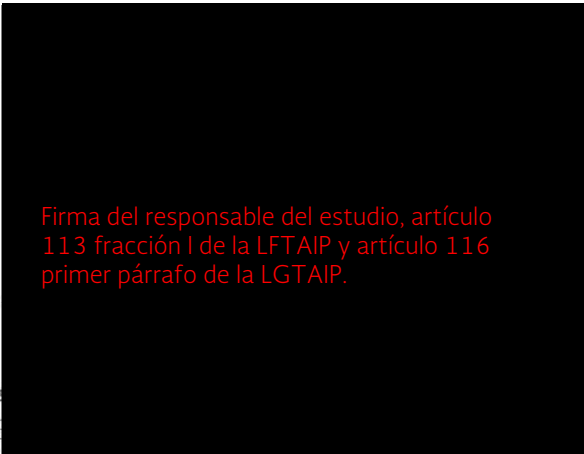 Firma del responsable del estudio, artículo
113 fracción I de la LFTAIP y artículo 116
primer párrafo de la LGTAIP.